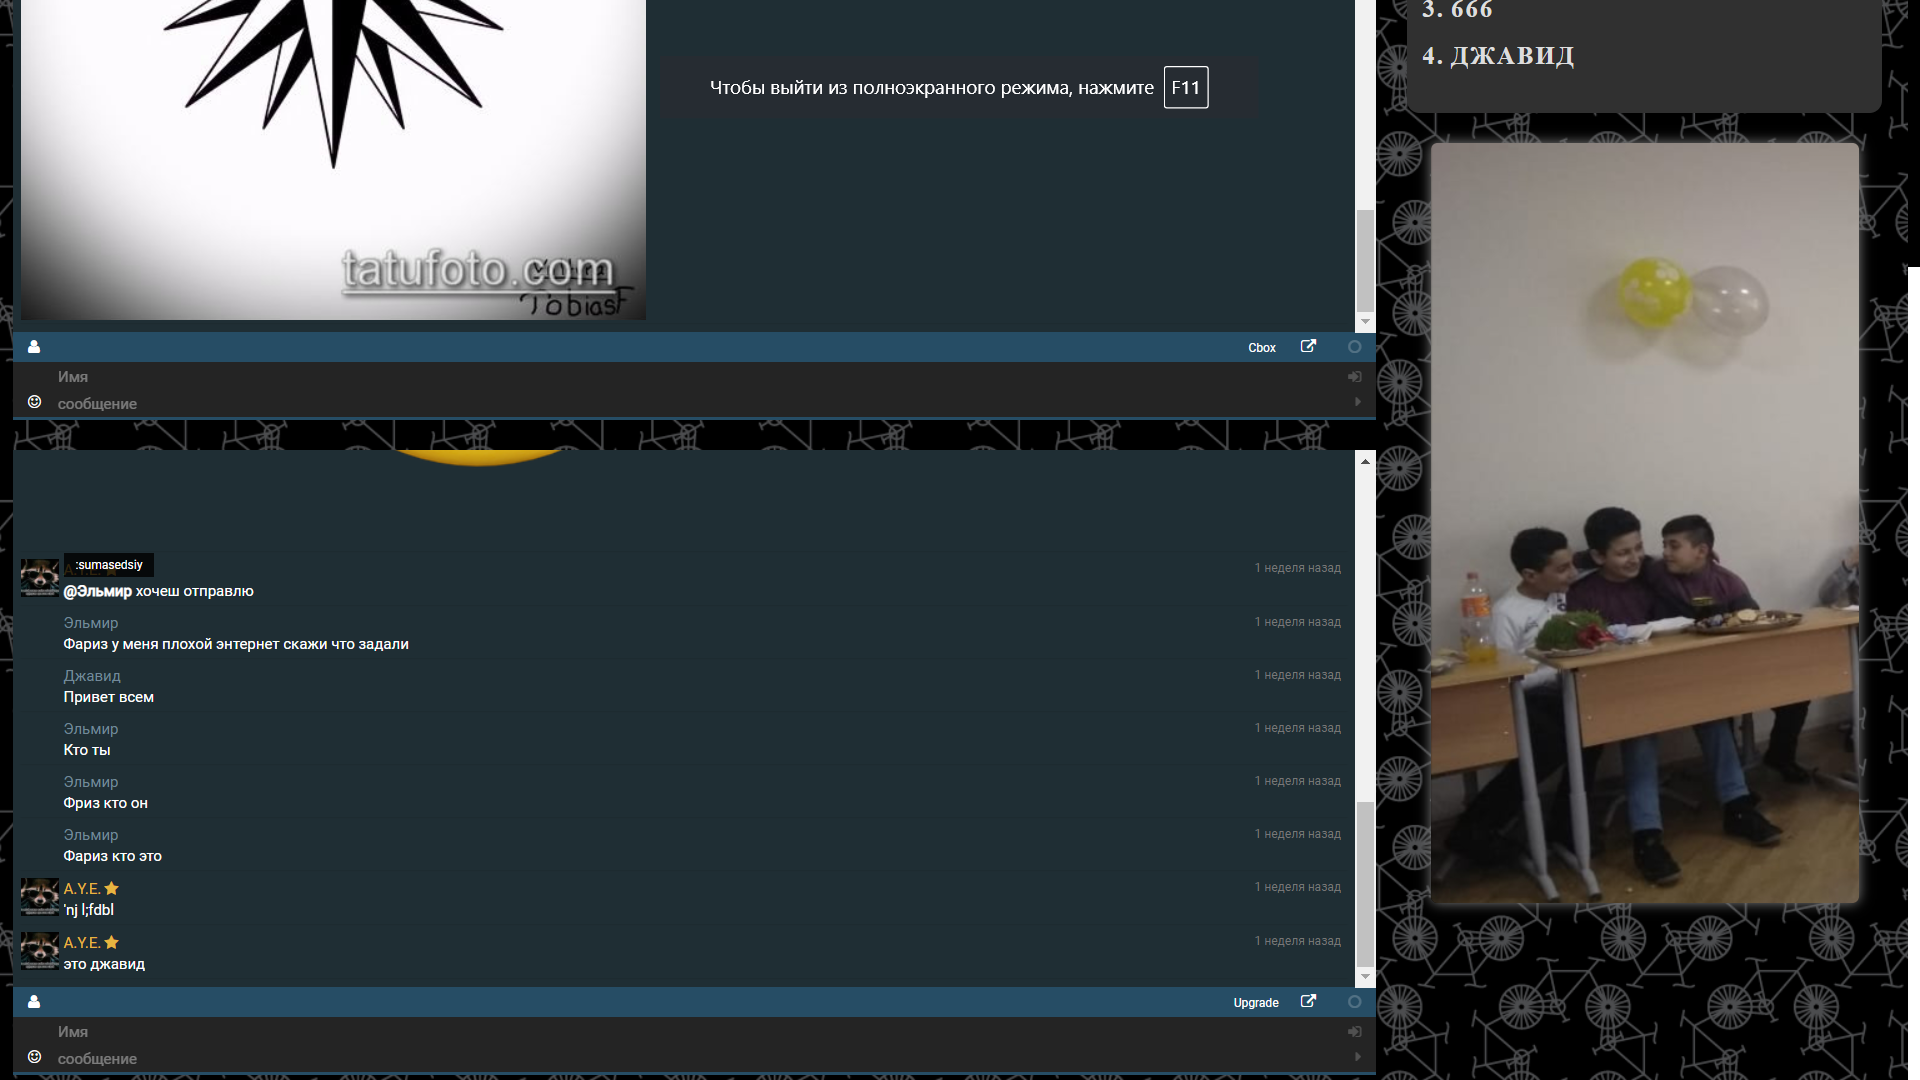 3. 666
4. ДЖАВИД
Чтобы выйти из полноэкранного режима, нажмите F11
tatufoto.com
TobiasF
Cbox
Имя
сообщение
:sumasedsiy
1 неделя назад
@Эльмир хочеш отправлю
Эльмир
1 неделя назад
Фариз у меня плохой энтернет скажи что задали
Джавид
1 неделя назад
Привет всем
Эльмир
1 неделя назад
Кто ты
Эльмир
1 неделя назад
Фриз кто он
Эльмир
1 неделя назад
Фариз кто это
A.Y.E.
1 неделя назад
'nj l;fdbl
A.Y.E.
1 неделя назад
это джавид
Upgrade
Имя
сообщение